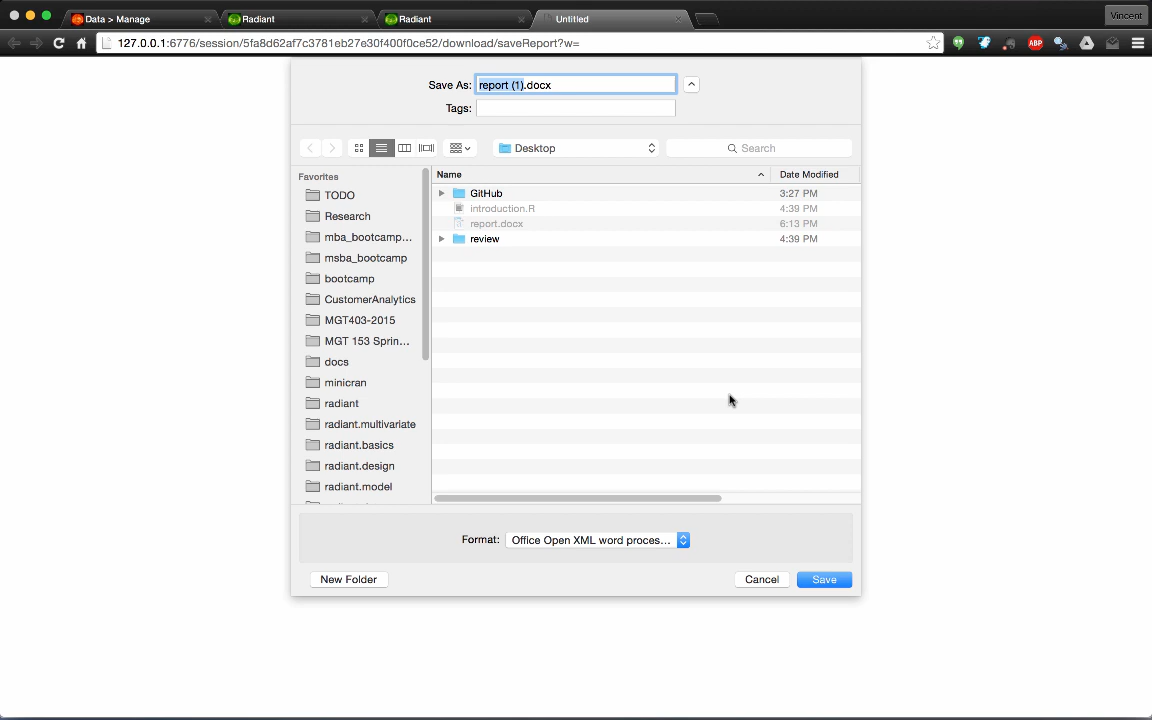 Data > Manage
Radiant
Radiant
Untitled
Vincent
127.0.0.1:6776/session/5fa8d62af7c3781eb27e30f400f0ce52/download/saveReport?w=
ABP
Save As: report (1).docx
Tags:
Desktop
Search
Favorites
TODO
Research
mba_bootcamp...
msba_bootcamp
bootcamp
CustomerAnalytics
MGT403-2015
MGT 153 Sprin...
docs
minicran
radiant
radiant.multivariate
radiant.basics
radiant.design
radiant.model
Name Date Modified
GitHub 3:27 PM
introduction.R 4:39 PM
report.docx 6:13 PM
review 4:39 PM
Format: Office Open XML word proces...
New Folder Cancel Save